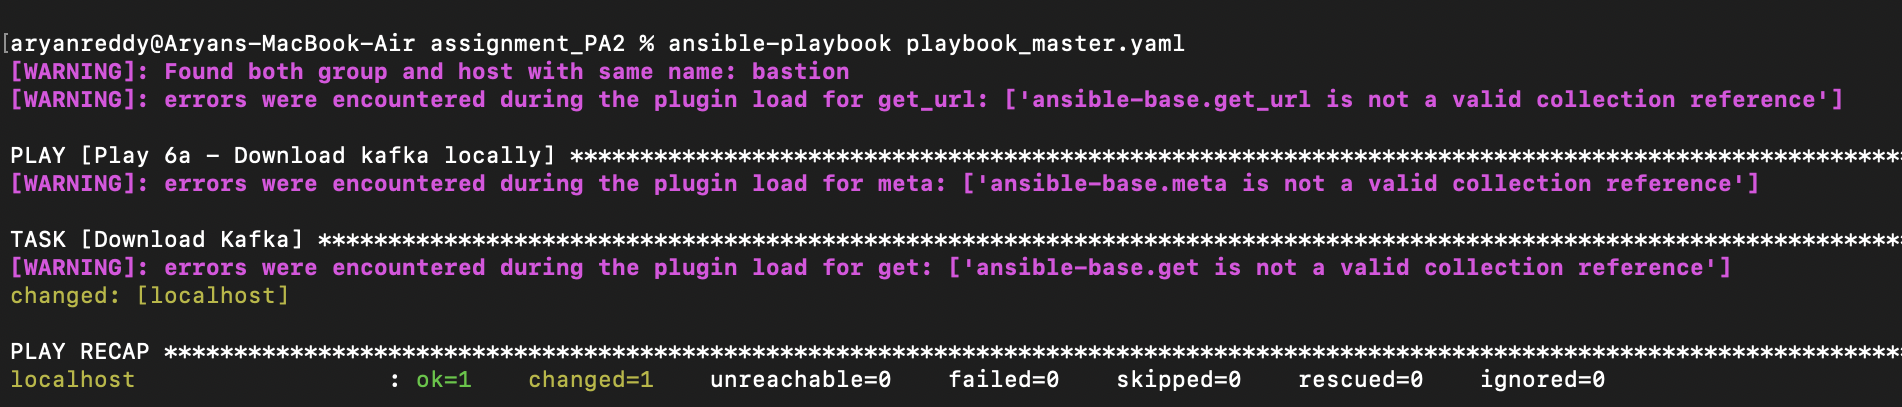 [aryanreddy@Aryans-MacBook-Air assignment_PA2 % ansible-playbook playbook_master.yaml
[WARNING]: Found both group and host with same name: bastion
[WARNING]: errors were encountered during the plugin load for get_url: ['ansible-base.get_url is not a valid collection reference']
PLAY [Play 6a - Download kafka locally] ***********************************************************************************************
[WARNING]: errors were encountered during the plugin load for meta: ['ansible-base.meta is not a valid collection reference']
TASK [Download Kafka] *****************************************************************************************************************
[WARNING]: errors were encountered during the plugin load for get: ['ansible-base.get is not a valid collection reference']
changed: [localhost]
PLAY RECAP ****************************************************************************************************************************
localhost                  : ok=1    changed=1    unreachable=0    failed=0    skipped=0    rescued=0    ignored=0